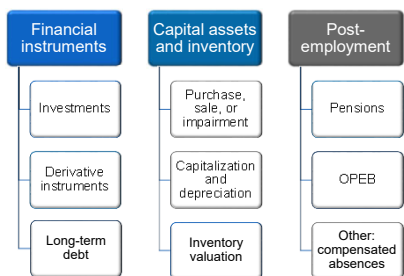 Financial
instruments
Investments
Derivative
instruments
Long-term
debt
Capital assets
and inventory
Purchase,
sale, or
impairment
Capitalization
and
depreciation
Inventory
valuation
Post-
employment
Pensions
OPEB
Other:
compensated
absences